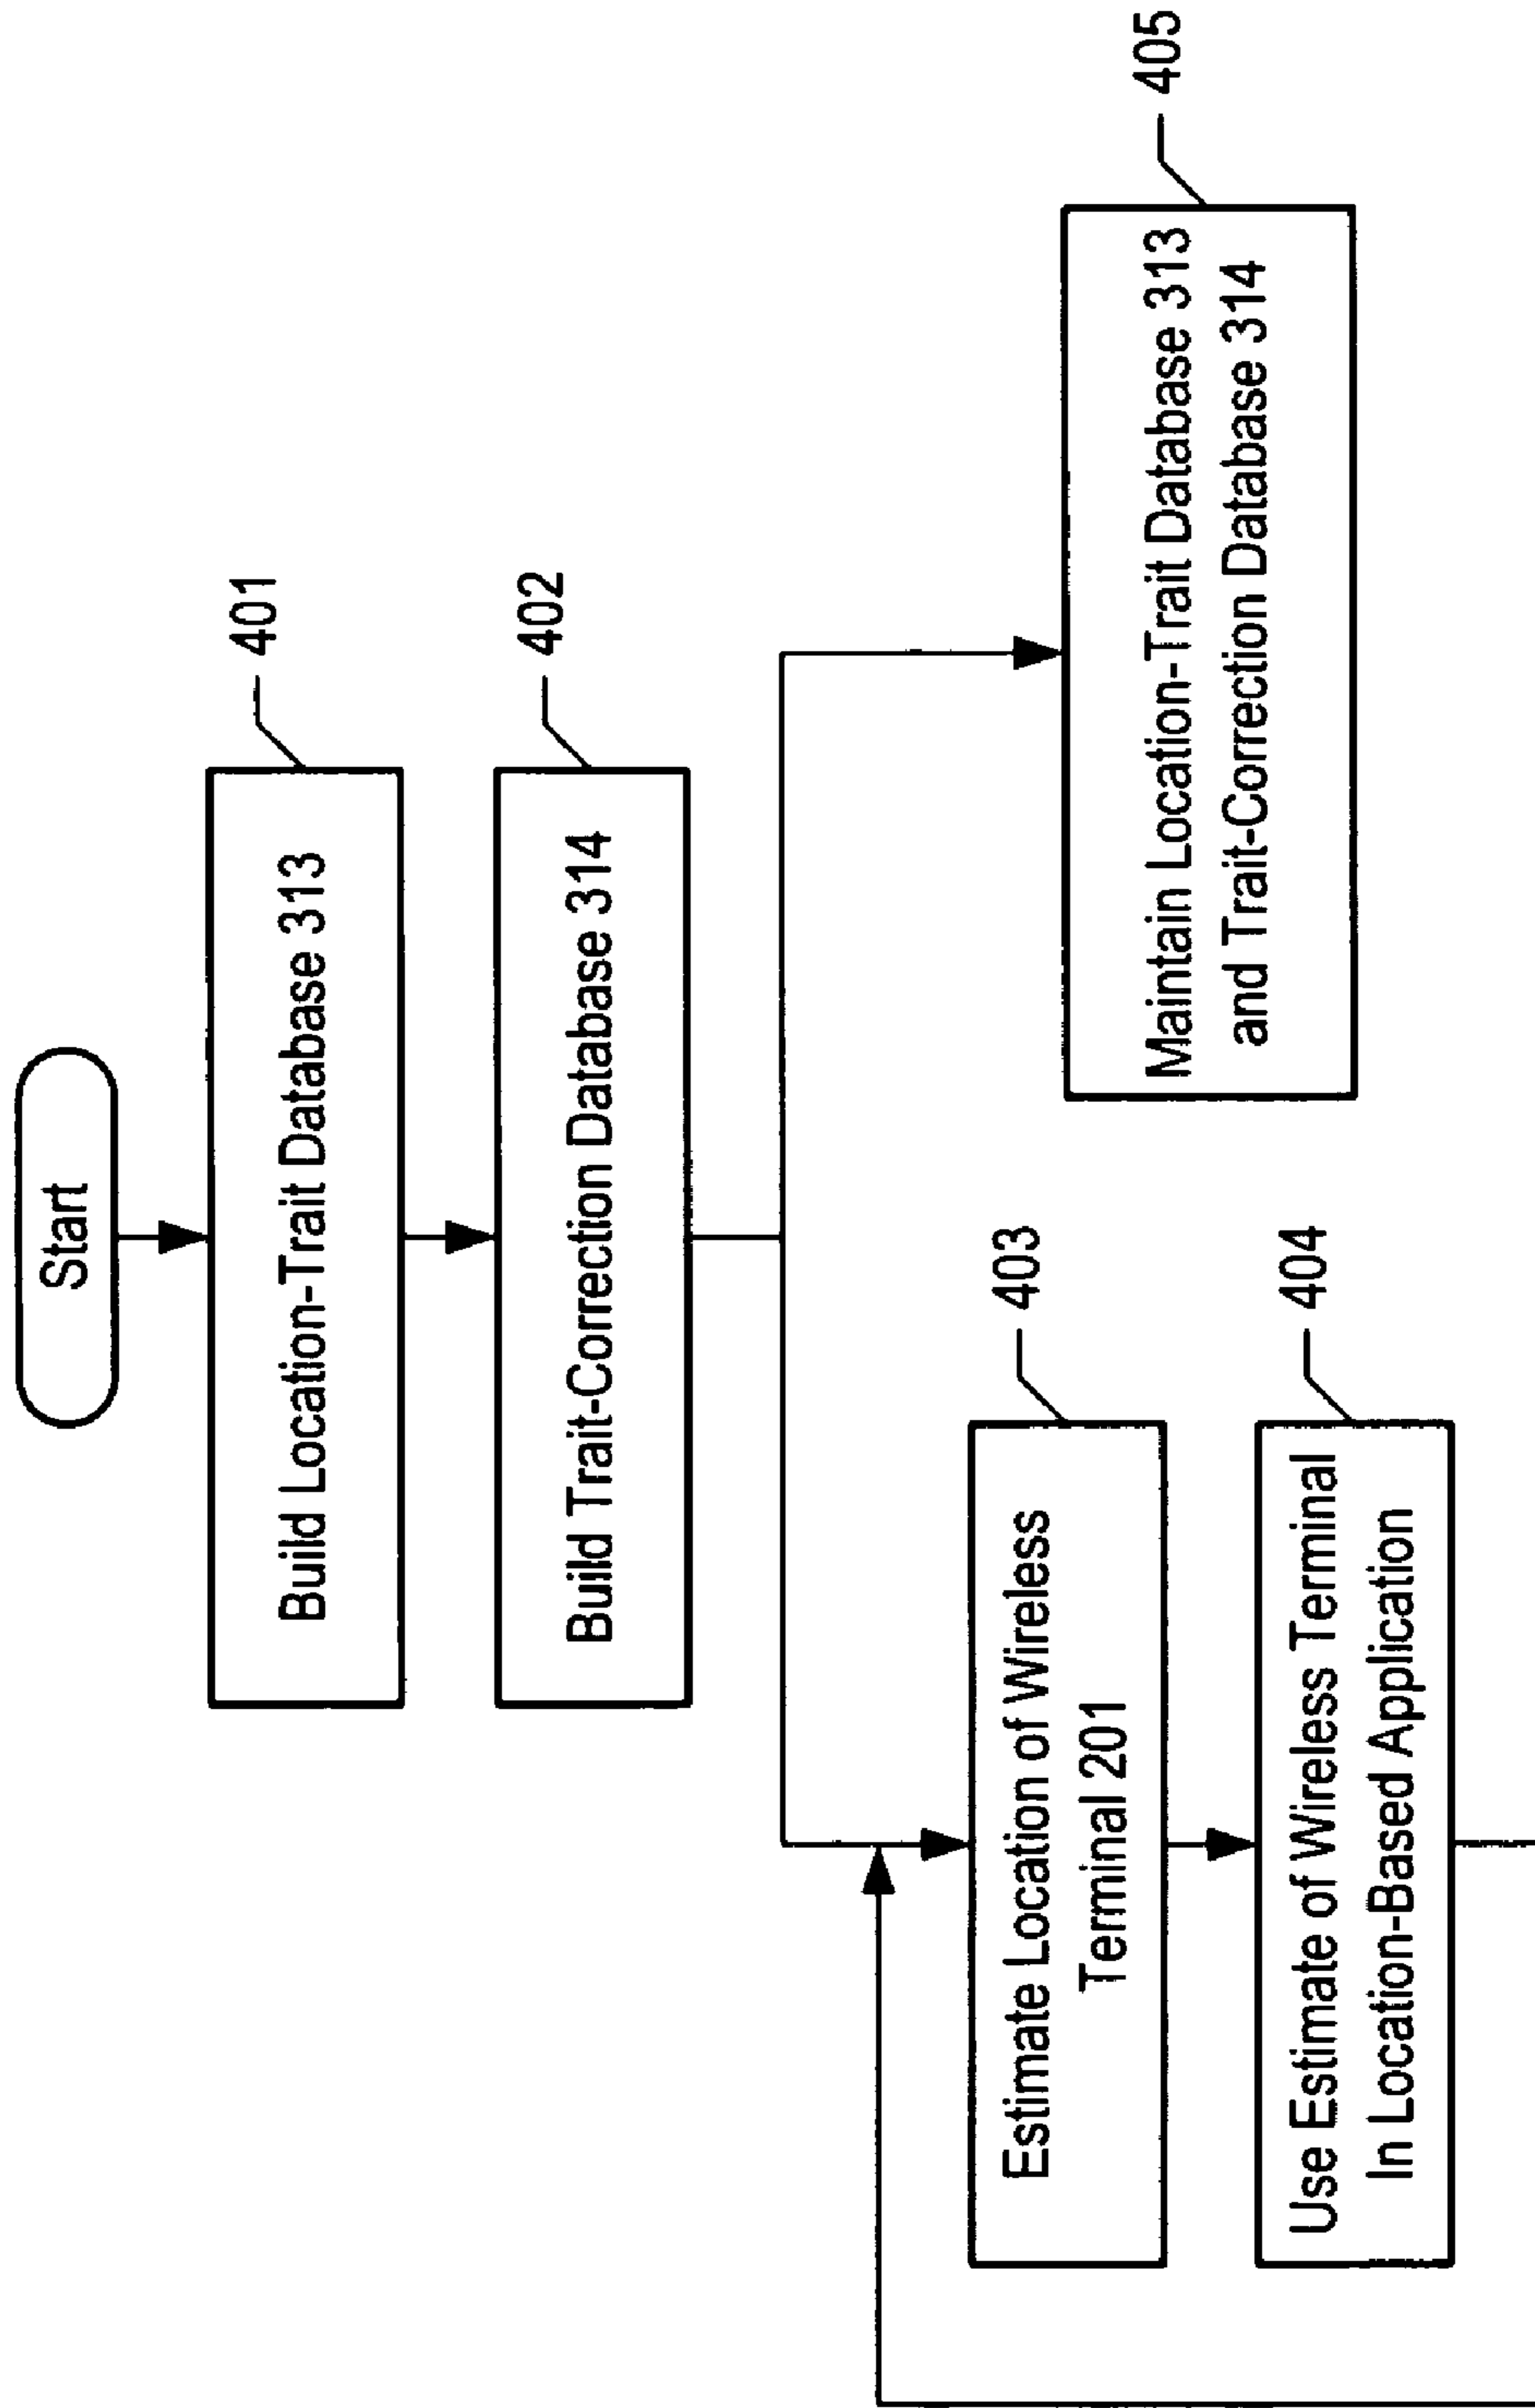 Start
401
Build Location-Trait Database 313
402
Build Trait-Correction Database 314
403
Estimate Location of Wireless
Terminal 201
404
Use Estimate of Wireless Terminal
In Location-Based Application
405
Maintain Location-Trait Database 313
and Trait-Correction Database 314